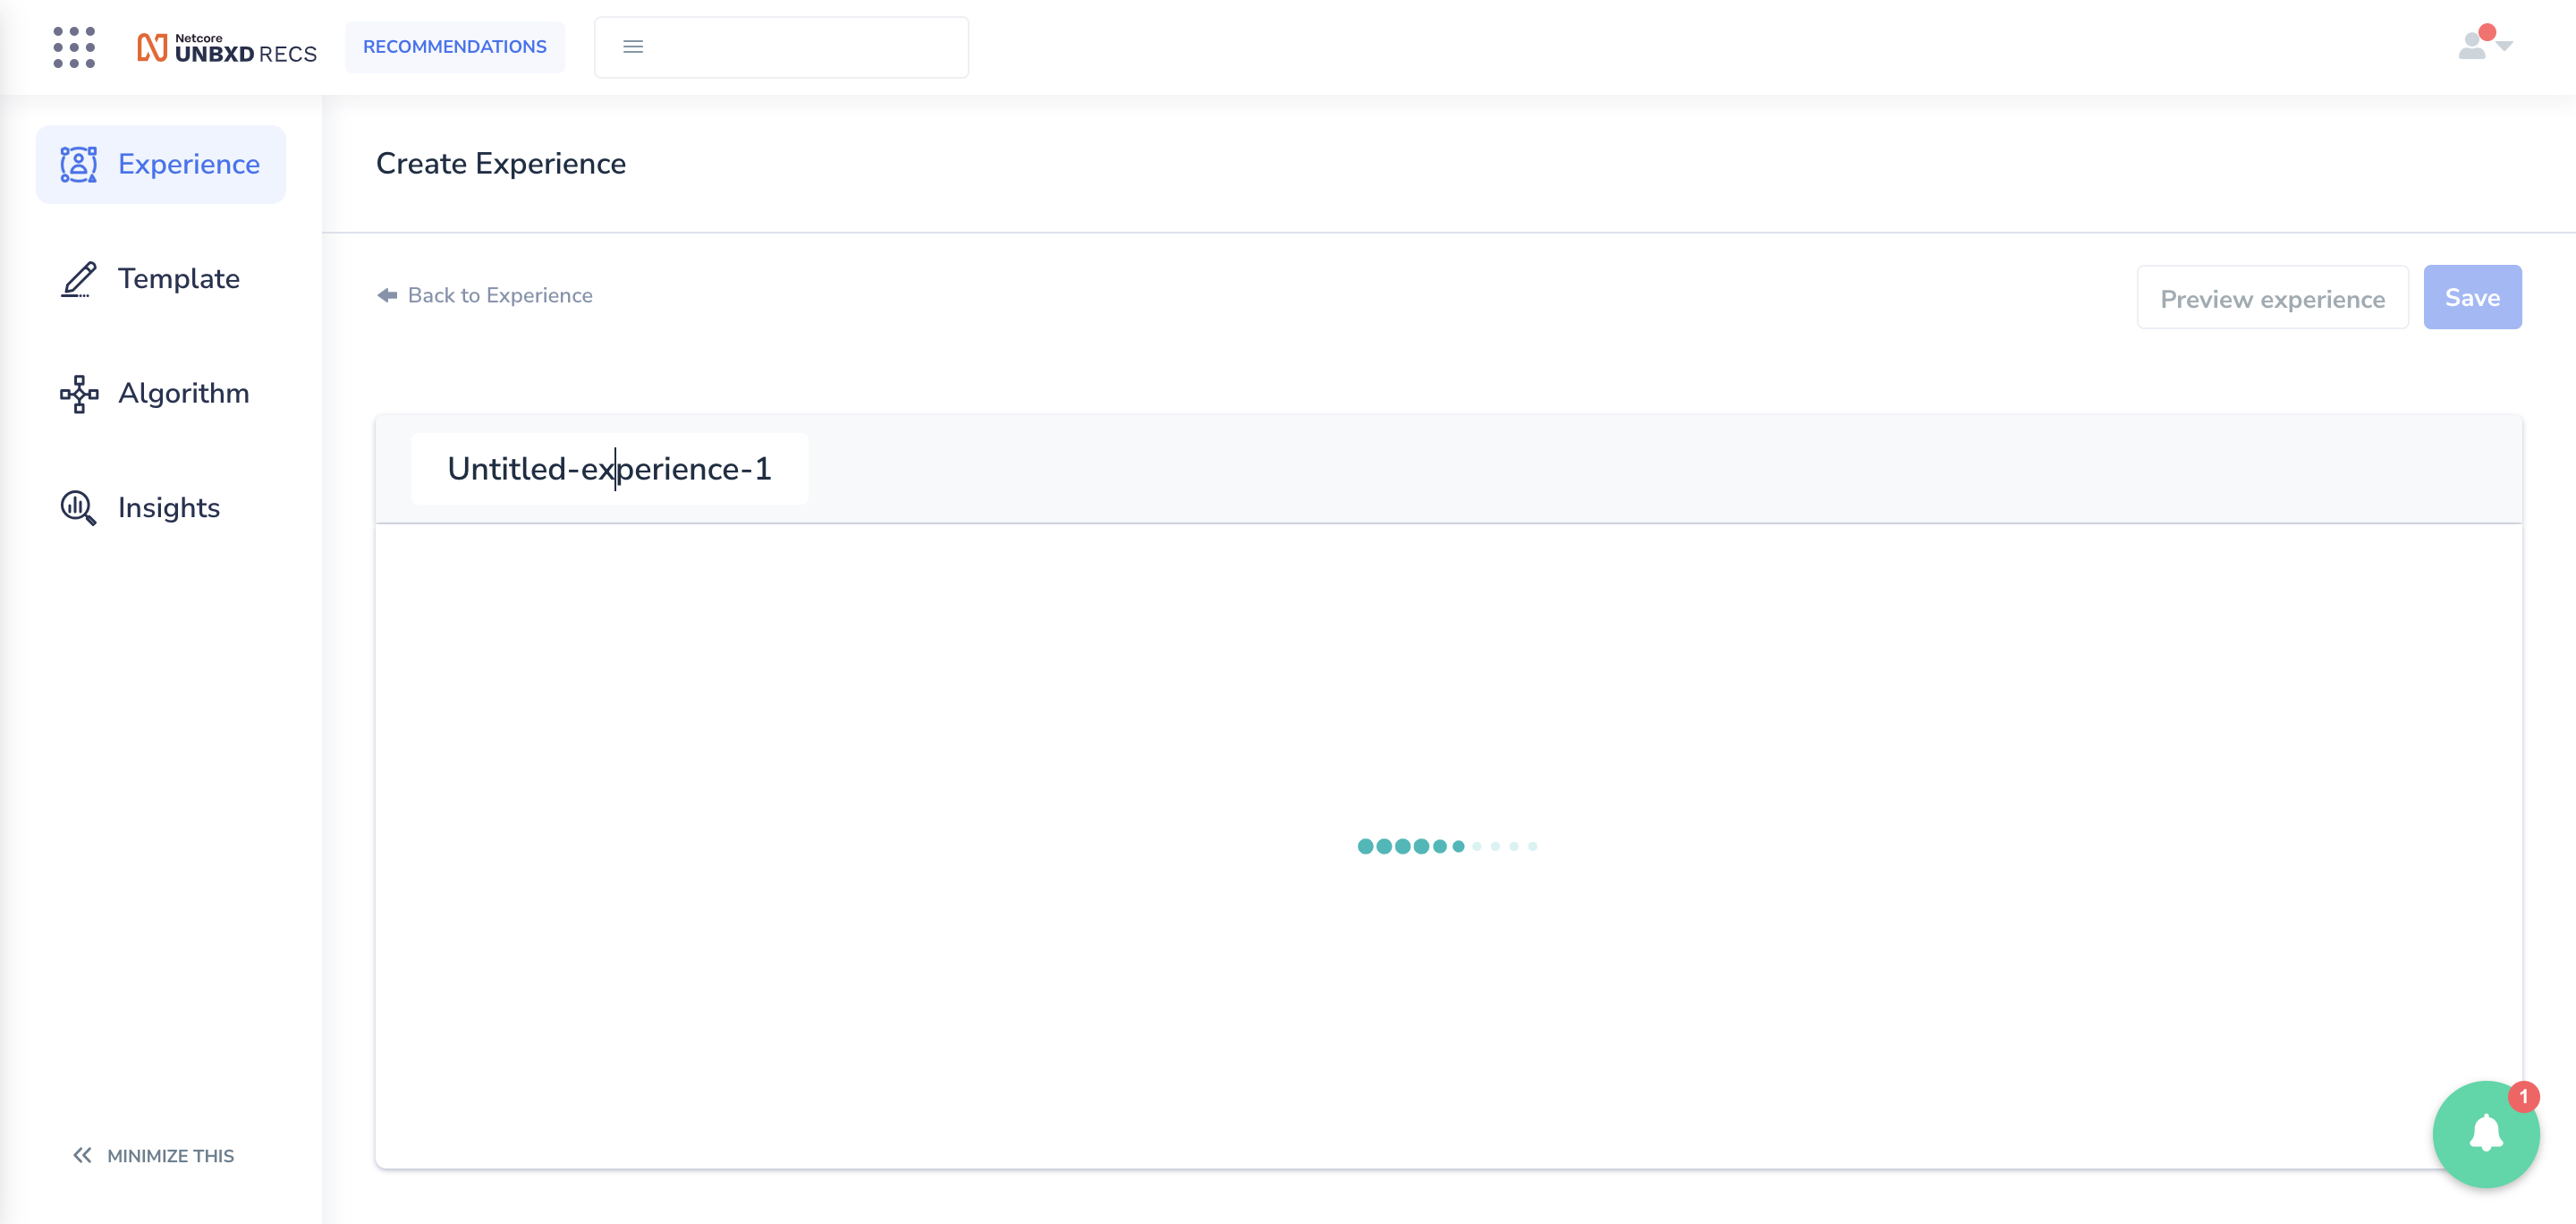 Netcore
UNBXD RECS
RECOMMENDATIONS
Experience
Template
Algorithm
Insights
MINIMIZE THIS
Create Experience
Back to Experience
Preview experience
Save
Untitled-experience-1
1